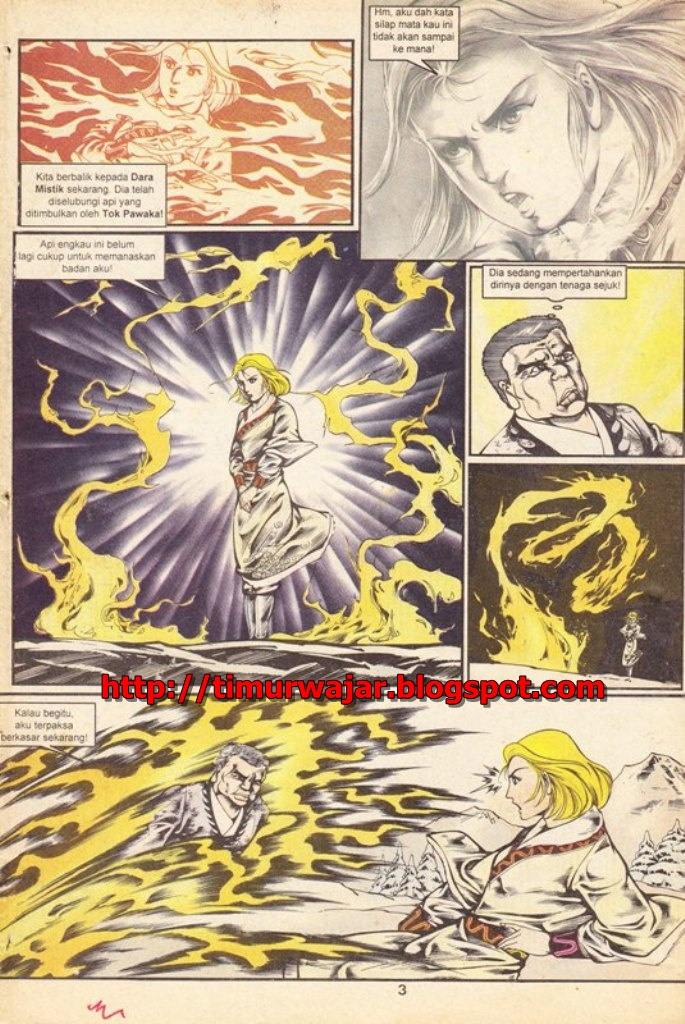 Hm, aku dah kata
silap mata kau ini
tidak akan sampai
ke mana!
Kita berbalik kepada Dara
Mistik sekarang. Dia telah
diselubungi api yang
ditimbulkan oleh Tok Pawaka!
Api engkau ini belum
lagi cukup untuk memanaskan
badan aku!
Dia sedang mempertahankan
dirinya dengan tenaga sejuk!
http://timurwajar.blogspot.com
Kalau begitu,
aku terpaksa
berkasar sekarang!
3